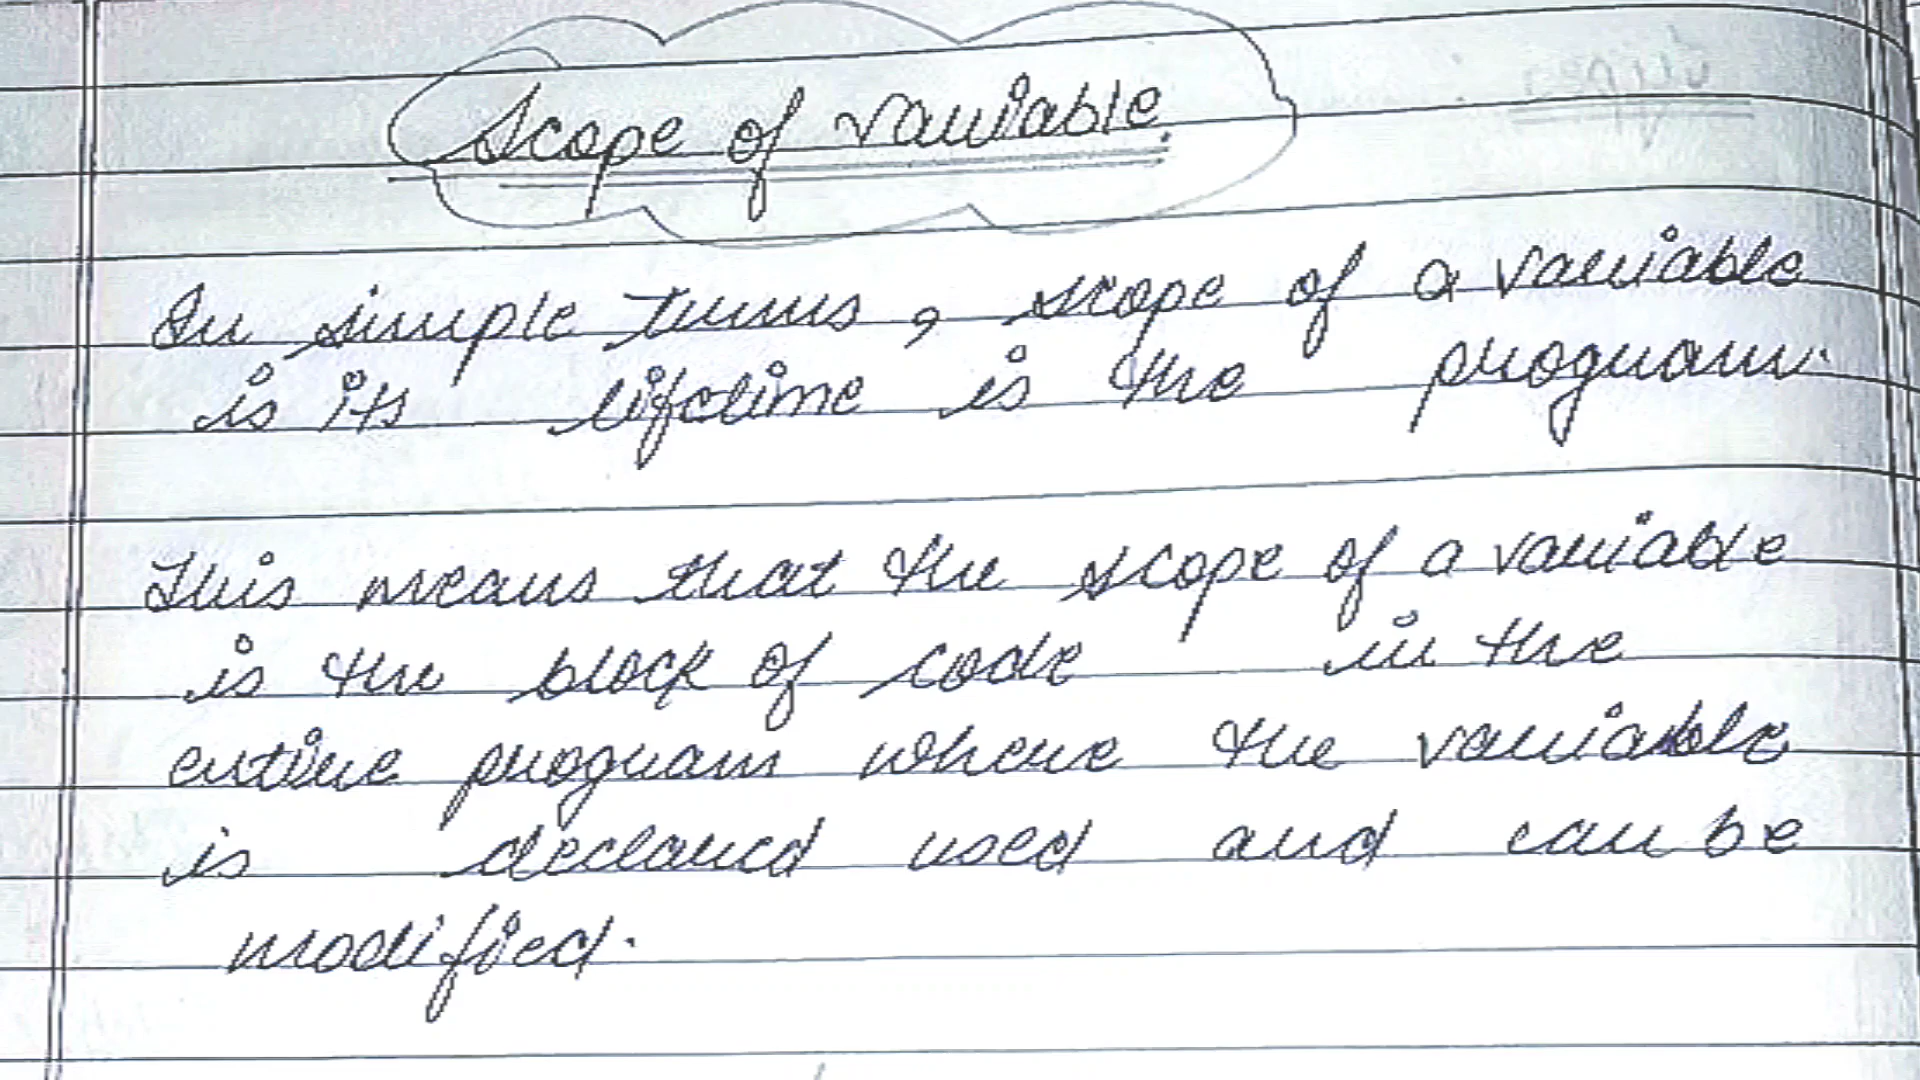 Scope of variable.
In simple terms, scope of a variable
is its lifetime is the program.
This means that the scope of a variable
is the block of code in the
entire program where the variable
is declared used and can be
modified.